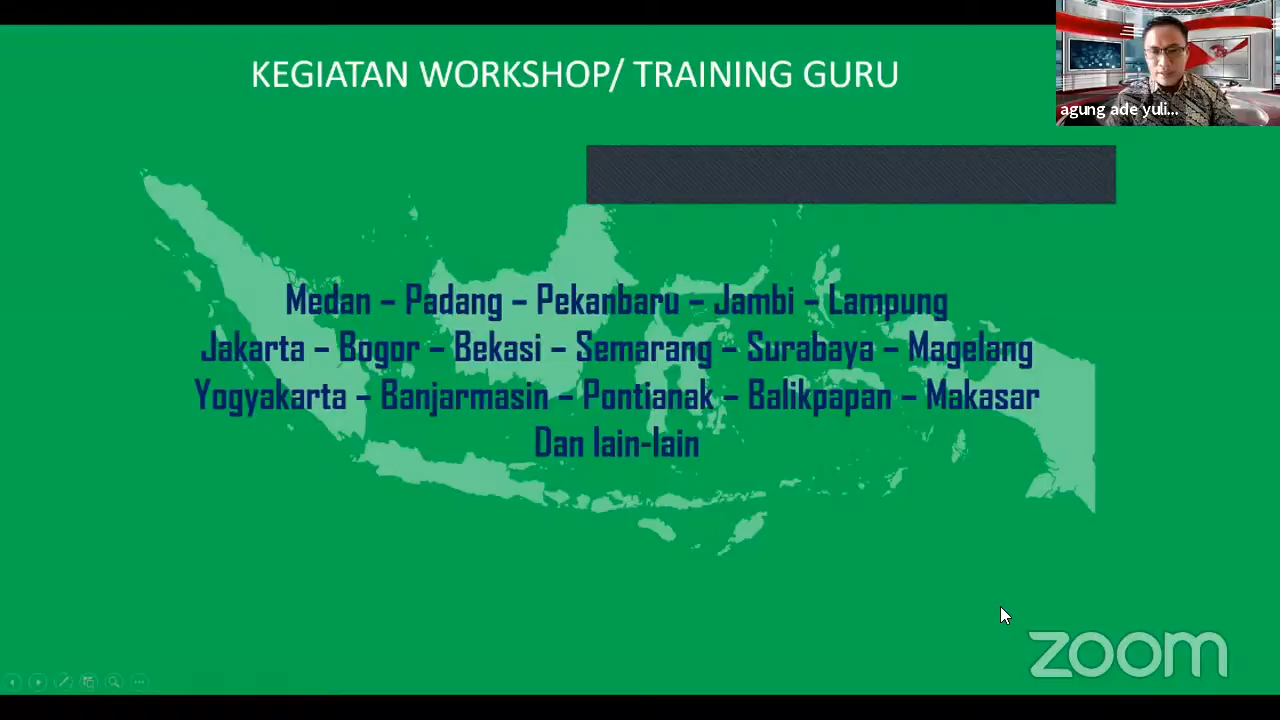 KEGIATAN WORKSHOP/ TRAINING GURU
agung ade yuli...
Medan – Padang – Pekanbaru – Jambi – Lampung
Jakarta – Bogor – Bekasi – Semarang – Surabaya – Magelang
Yogyakarta – Banjarmasin – Pontianak – Balikpapan – Makasar
Dan lain-lain
zoom